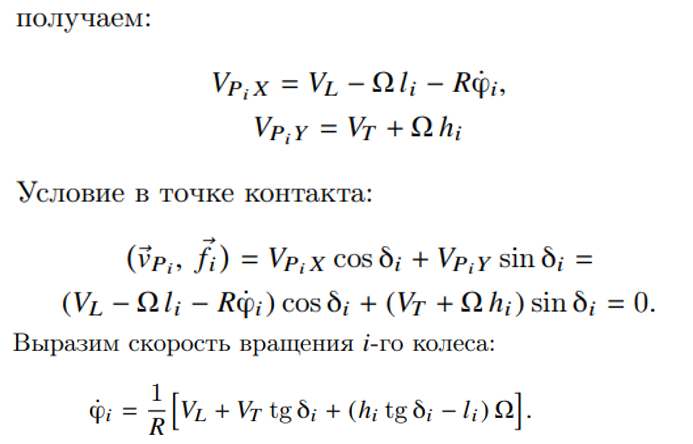 получаем:
V_{P_i X} = V_L − Ω l_i − Rφ̇_i,
V_{P_i Y} = V_T + Ω h_i
Условие в точке контакта:
(v⃗_{P_i}, f⃗_i) = V_{P_i X} cos δ_i + V_{P_i Y} sin δ_i =
(V_L − Ω l_i − Rφ̇_i) cos δ_i + (V_T + Ω h_i) sin δ_i = 0.
Выразим скорость вращения i-го колеса:
φ̇_i = \frac{1}{R}[V_L + V_T tg δ_i + (h_i tg δ_i − l_i) Ω].